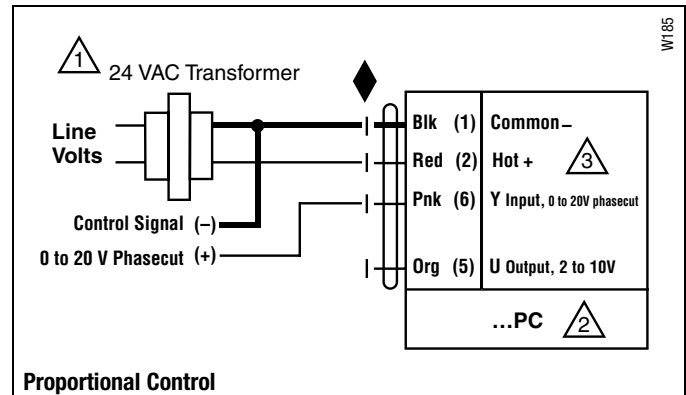 W185
1
24 VAC Transformer
Line
Volts
Blk (1) Common –
Red (2) Hot + 3
Pnk (6) Y Input, 0 to 20V phasecut
Control Signal (–)
0 to 20 V Phasecut (+)
Org (5) U Output, 2 to 10V
...PC 2
Proportional Control